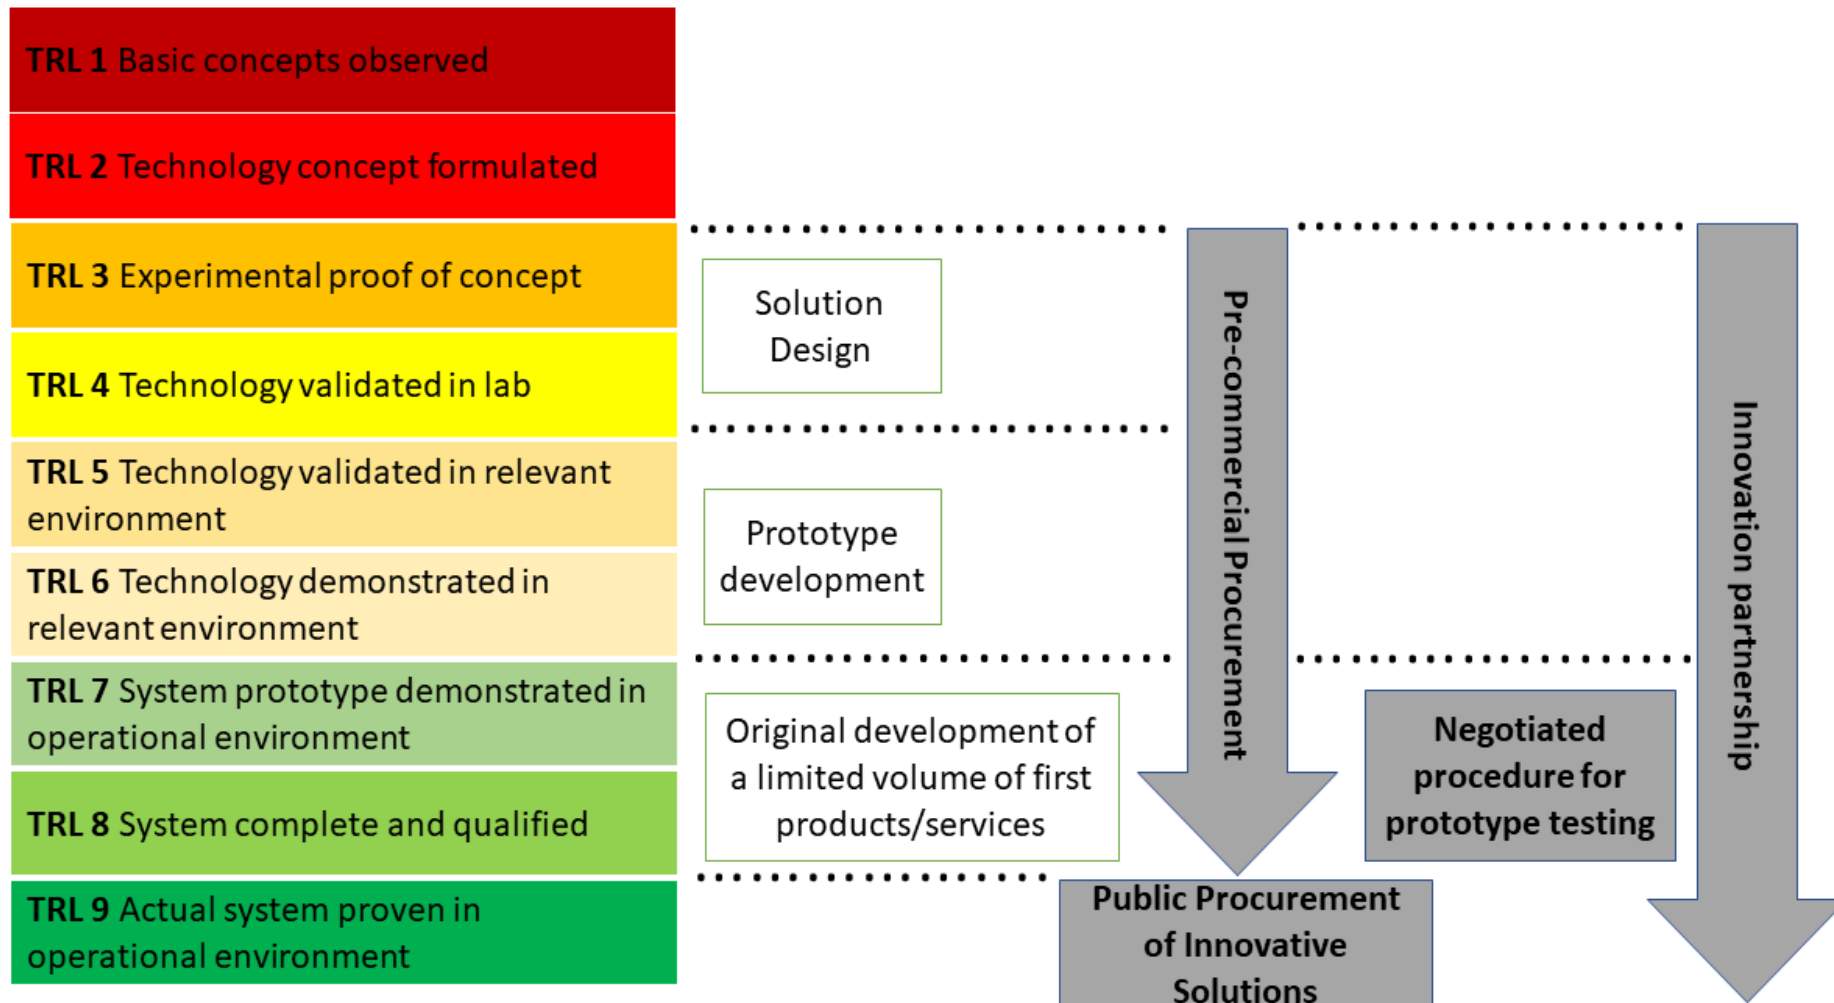 TRL 1 Basic concepts observed
TRL 2 Technology concept formulated
TRL 3 Experimental proof of concept
TRL 4 Technology validated in lab
TRL 5 Technology validated in relevant
environment
TRL 6 Technology demonstrated in
relevant environment
TRL 7 System prototype demonstrated in
operational environment
TRL 8 System complete and qualified
TRL 9 Actual system proven in
operational environment
Solution
Design
Prototype
development
Original development of
a limited volume of first
products/services
Pre-commercial Procurement
Public Procurement
of Innovative
Solutions
Negotiated
procedure for
prototype testing
Innovation partnership